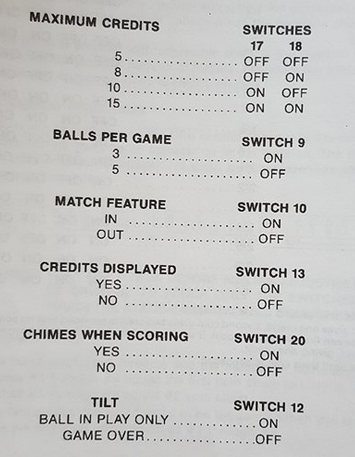 MAXIMUM CREDITS SWITCHES
17 18
5.................... OFF OFF
8.................... OFF ON
10.................... ON OFF
15.................... ON ON
BALLS PER GAME SWITCH 9
3 ...................... ON
5 ...................... OFF
MATCH FEATURE SWITCH 10
IN ...................... ON
OUT...................... OFF
CREDITS DISPLAYED SWITCH 13
YES...................... ON
NO ...................... OFF
CHIMES WHEN SCORING SWITCH 20
YES ...................... ON
NO ...................... OFF
TILT SWITCH 12
BALL IN PLAY ONLY .............ON
GAME OVER................OFF